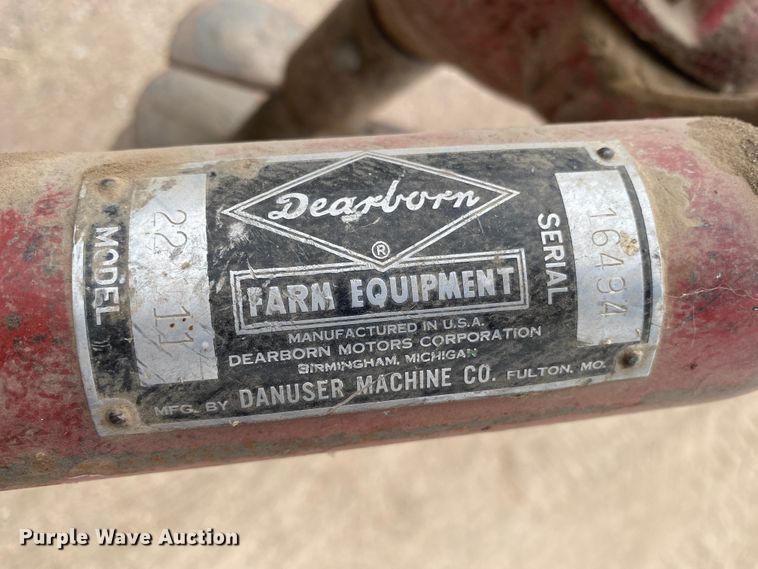 Dearborn
®
FARM EQUIPMENT
MANUFACTURED IN U.S.A.
DEARBORN MOTORS CORPORATION
BIRMINGHAM, MICHIGAN
MFG. BY DANUSER MACHINE CO. FULTON, MO.
MODEL
22 11
SERIAL
16494
Purple Wave Auction